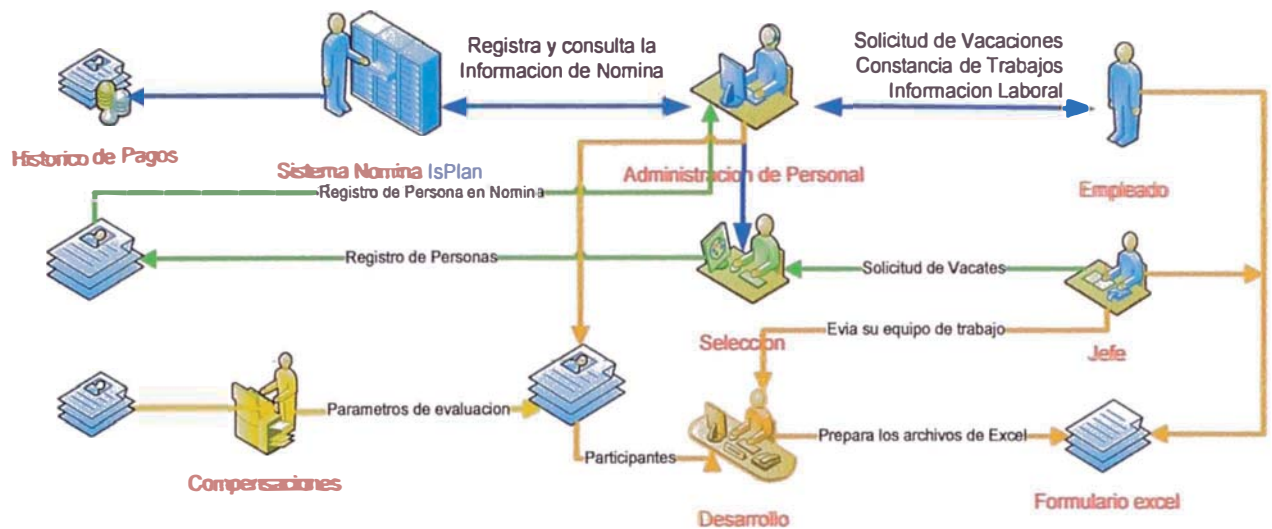 Registra y consulta la
Informacion de Nomina
Solicitud de Vacaciones
Constancia de Trabajos
Informacion Laboral
Historico de Pagos
Sistema Nomina IsPlan
Administracion de Personal
Empleado
Registro de Persona en Nomina
Registro de Personas
Solicitud de Vacates
Evia su equipo de trabajo
Seleccion
Jefe
Parametros de evaluacion
Prepara los archivos de Excel
Participantes
Compensaciones
Desarrollo
Formulario excel